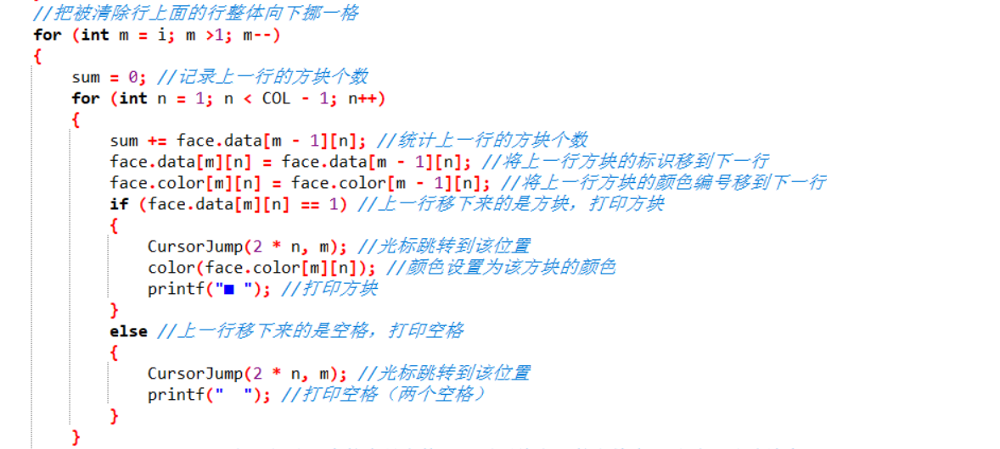 //把被清除行上面的行整体向下挪一格
for (int m = i; m >1; m--)
{
sum = 0; //记录上一行的方块个数
for (int n = 1; n < COL - 1; n++)
{
sum += face.data[m - 1][n]; //统计上一行的方块个数
face.data[m][n] = face.data[m - 1][n]; //将上一行方块的标识移到下一行
face.color[m][n] = face.color[m - 1][n]; //将上一行方块的颜色编号移到下一行
if (face.data[m][n] == 1) //上一行移下来的是方块，打印方块
{
CursorJump(2 * n, m); //光标跳转到该位置
color(face.color[m][n]); //颜色设置为该方块的颜色
printf("■ "); //打印方块
}
else //上一行移下来的是空格，打印空格
{
CursorJump(2 * n, m); //光标跳转到该位置
printf("  "); //打印空格（两个空格）
}
}